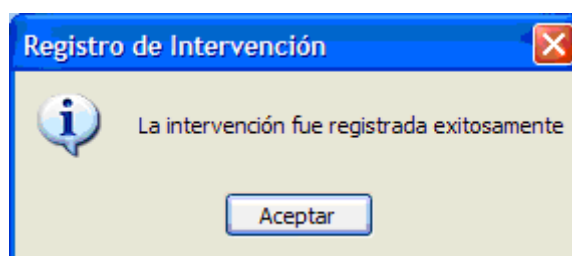 Registro de Intervención
La intervención fue registrada exitosamente
Aceptar